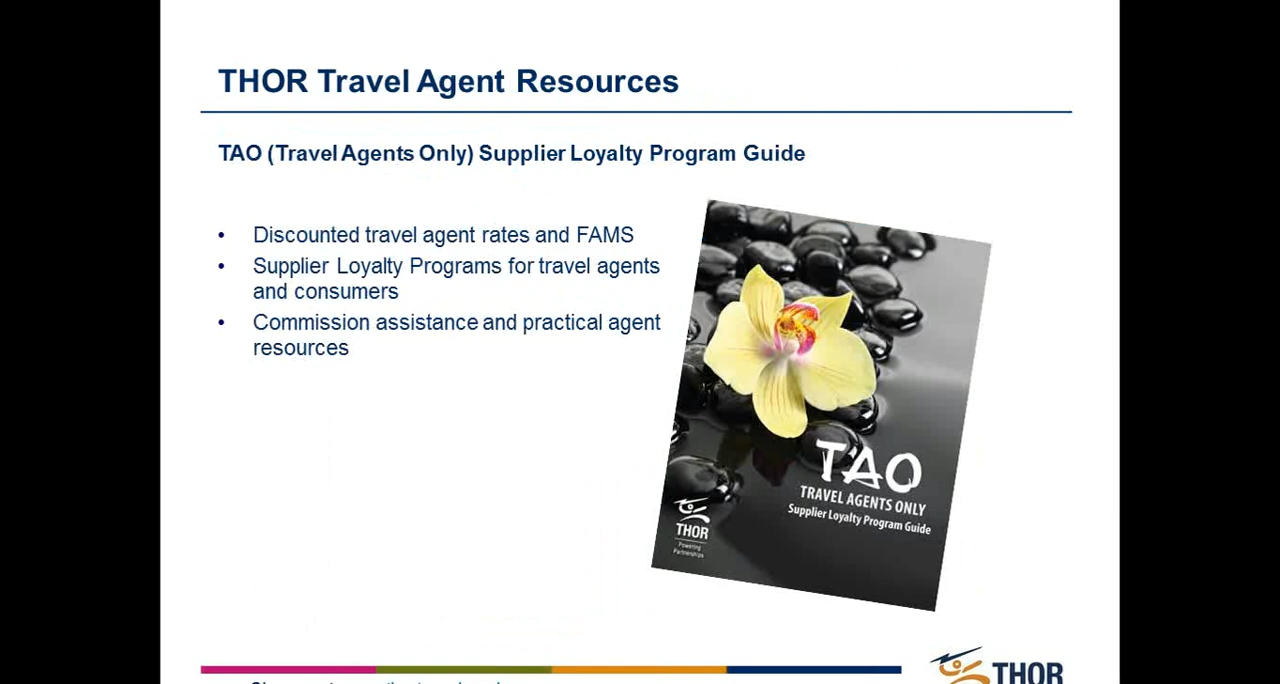 THOR Travel Agent Resources
TAO (Travel Agents Only) Supplier Loyalty Program Guide
• Discounted travel agent rates and FAMS
• Supplier Loyalty Programs for travel agents
and consumers
• Commission assistance and practical agent
resources
TAO
TRAVEL AGENTS ONLY
Supplier Loyalty Program Guide
THOR
Powering
Partnerships
THOR